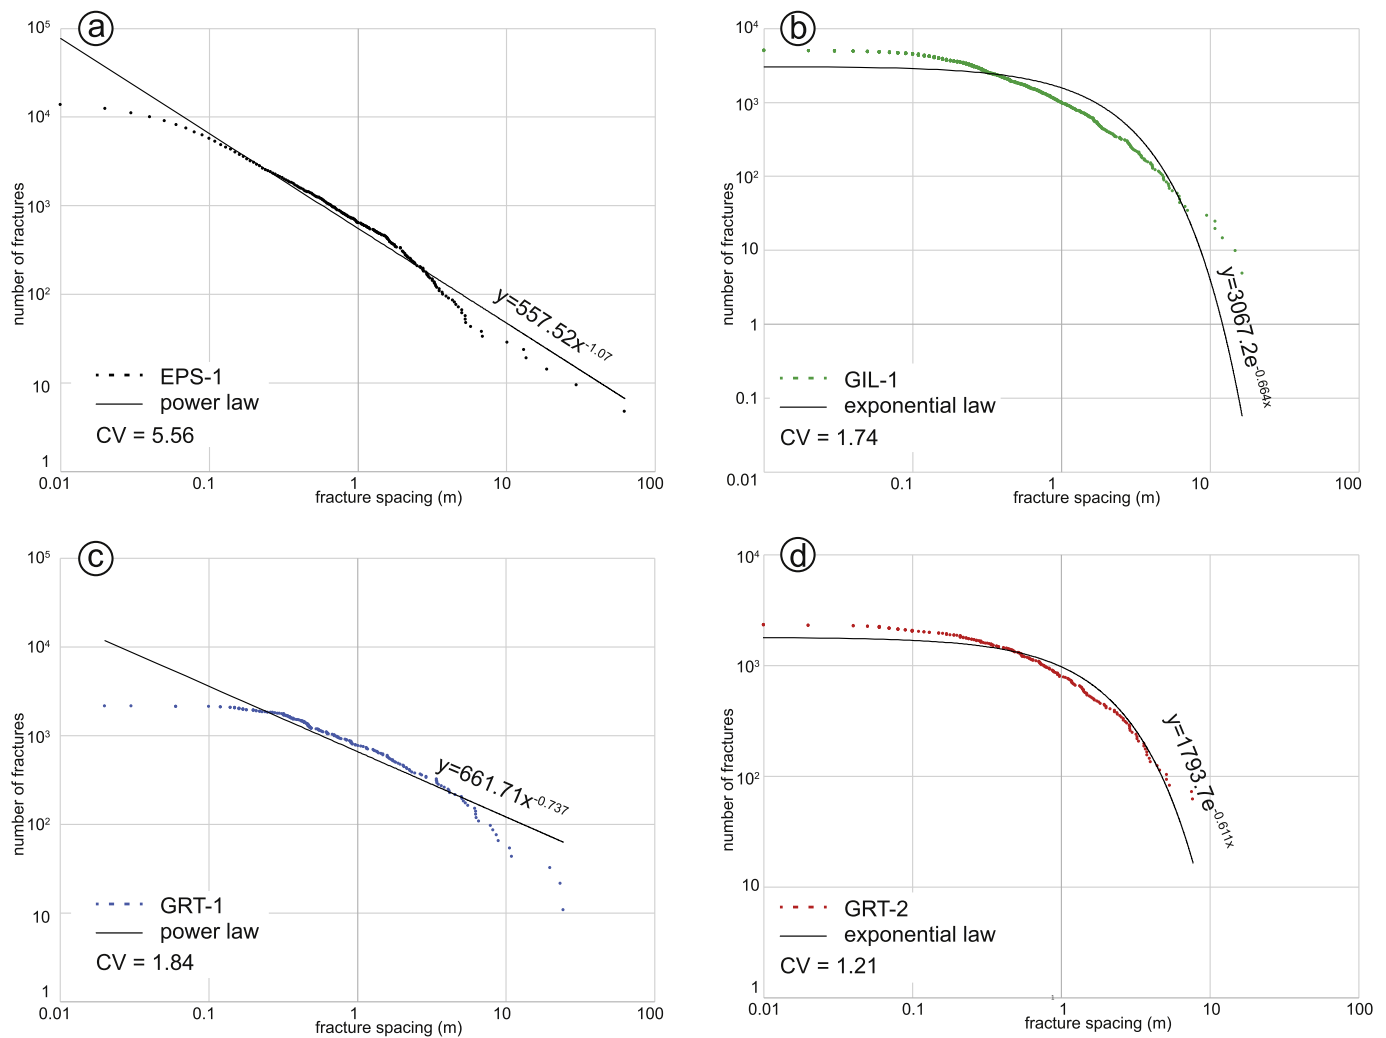 a
10⁵
10⁴
10³
10²
10
1
0.01
0.1
1
10
100
number of fractures
fracture spacing (m)
y=557.52x⁻¹·⁰⁷
EPS-1
power law
CV = 5.56
b
10⁴
10³
10²
10
1
0.1
0.01
0.1
1
10
100
number of fractures
fracture spacing (m)
y=3067.2e⁻⁰·⁶⁶⁴ˣ
GIL-1
exponential law
CV = 1.74
c
10⁵
10⁴
10³
10²
10
1
0.01
0.1
1
10
100
number of fractures
fracture spacing (m)
y=661.71x⁻⁰·⁷³⁷
GRT-1
power law
CV = 1.84
d
10⁴
10³
10²
10
1
0.01
0.1
1
1
10
100
number of fractures
fracture spacing (m)
y=1793.7e⁻⁰·⁶¹¹ˣ
GRT-2
exponential law
CV = 1.21